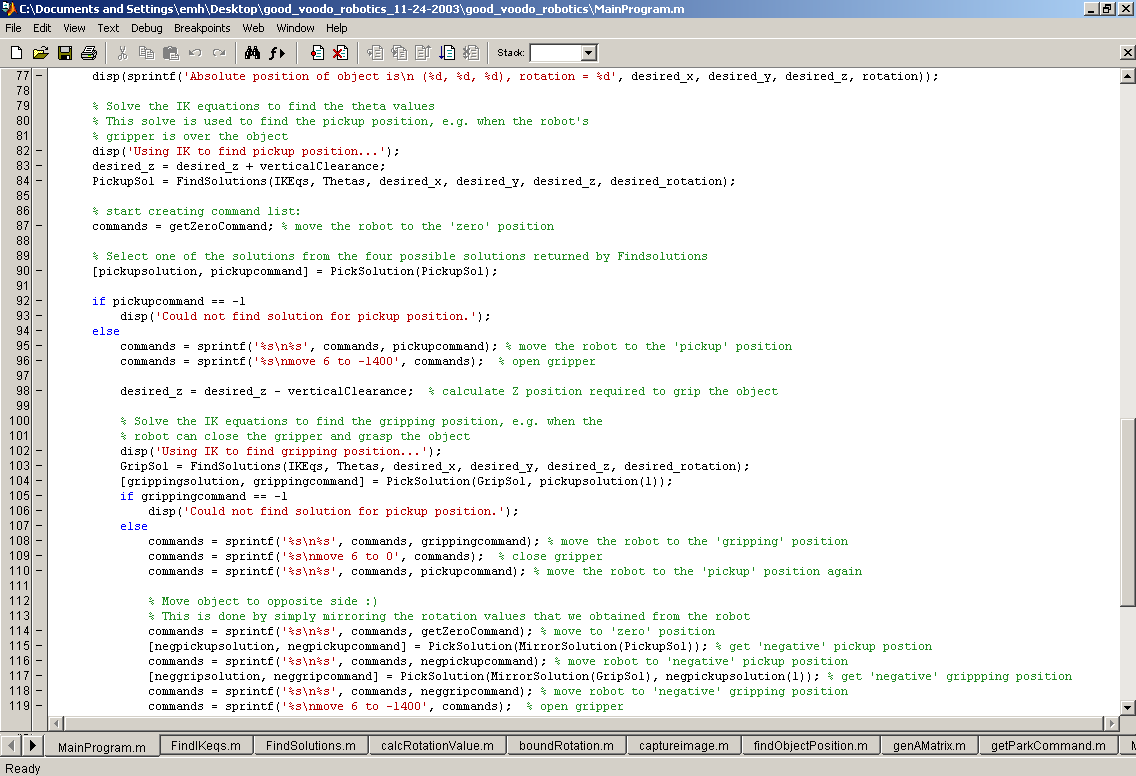 C:\Documents and Settings\emh\Desktop\good_voodo_robotics_11-24-2003\good_voodo_robotics\MainProgram.m
File Edit View Text Debug Breakpoints Web Window Help
Stack:
77 disp(sprintf('Absolute position of object is\n (%d, %d, %d), rotation = %d', desired_x, desired_y, desired_z, rotation));
78
79 % Solve the IK equations to find the theta values
80 % This solve is used to find the pickup position, e.g. when the robot's
81 % gripper is over the object
82 disp('Using IK to find pickup position...');
83 desired_z = desired_z + verticalClearance;
84 PickupSol = FindSolutions(IKEqs, Thetas, desired_x, desired_y, desired_z, desired_rotation);
85
86 % start creating command list:
87 commands = getZeroCommand; % move the robot to the 'zero' position
88
89 % Select one of the solutions from the four possible solutions returned by Findsolutions
90 [pickupsolution, pickupcommand] = PickSolution(PickupSol);
91
92 if pickupcommand == -1
93 disp('Could not find solution for pickup position.');
94 else
95 commands = sprintf('%s\n%s', commands, pickupcommand); % move the robot to the 'pickup' position
96 commands = sprintf('%s\nmove 6 to -1400', commands); % open gripper
97
98 desired_z = desired_z - verticalClearance; % calculate Z position required to grip the object
99
100 % Solve the IK equations to find the gripping position, e.g. when the
101 % robot can close the gripper and grasp the object
102 disp('Using IK to find gripping position...');
103 GripSol = FindSolutions(IKEqs, Thetas, desired_x, desired_y, desired_z, desired_rotation);
104 [grippingsolution, grippingcommand] = PickSolution(GripSol, pickupsolution(1));
105 if grippingcommand == -1
106 disp('Could not find solution for pickup position.');
107 else
108 commands = sprintf('%s\n%s', commands, grippingcommand); % move the robot to the 'gripping' position
109 commands = sprintf('%s\nmove 6 to 0', commands); % close gripper
110 commands = sprintf('%s\n%s', commands, pickupcommand); % move the robot to the 'pickup' position again
111
112 % Move object to opposite side :)
113 % This is done by simply mirroring the rotation values that we obtained from the robot
114 commands = sprintf('%s\n%s', commands, getZeroCommand); % move to 'zero' position
115 [negpickupsolution, negpickupcommand] = PickSolution(MirrorSolution(PickupSol)); % get 'negative' pickup postion
116 commands = sprintf('%s\n%s', commands, negpickupcommand); % move robot to 'negative' pickup position
117 [neggripsolution, neggripcommand] = PickSolution(MirrorSolution(GripSol), negpickupsolution(1)); % get 'negative' grippping position
118 commands = sprintf('%s\n%s', commands, neggripcommand); % move robot to 'negative' gripping position
119 commands = sprintf('%s\nmove 6 to -1400', commands); % open gripper
MainProgram.m FindIKeqs.m FindSolutions.m calcRotationValue.m boundRotation.m captureimage.m findObjectPosition.m genAMatrix.m getParkCommand.m
Ready